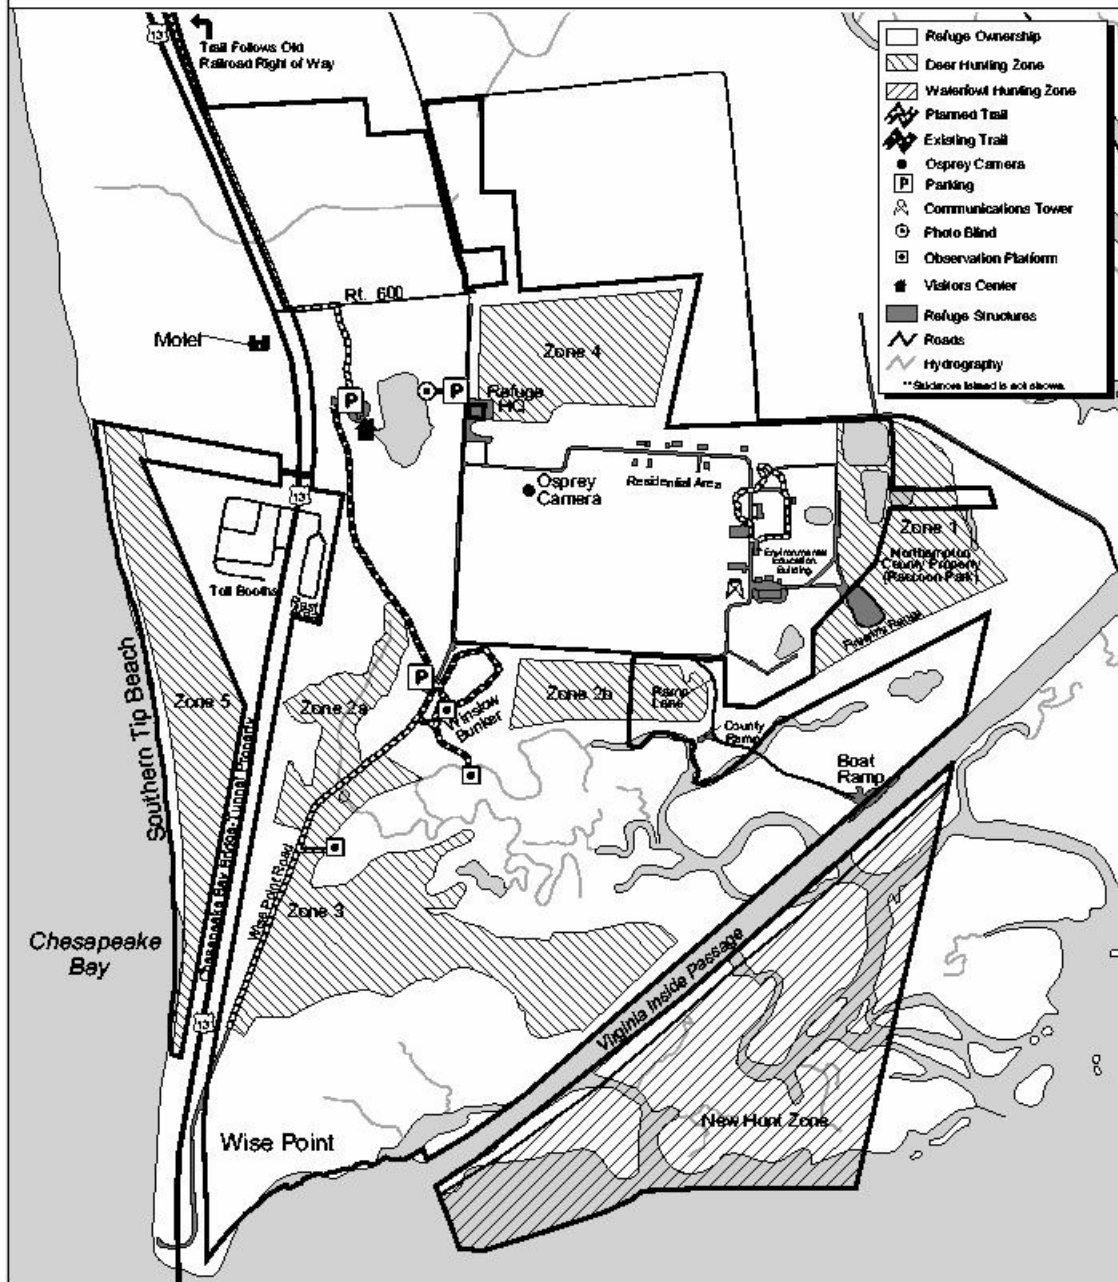 13
Trail Follows Old
Railroad Right of Way
Refuge Ownership
Deer Hunting Zone
Waterfowl Hunting Zone
Planned Trail
Existing Trail
Osprey Camera
P
Parking
Communications Tower
Photo Blind
Observation Platform
Visitors Center
Refuge Structures
Roads
Hydrography
Rt. 600
Motel
Zone 4
P
P
Refuge
HQ
13
Osprey
Camera
Residential Area
Zone 1
Northampton
County Property
(Raccoon Park)
Environmental
Education
Building
Toll Booths
Firearms Range
Southern Tip Beach
Zone 5
Zone 2a
P
Winslow
Bunker
Zone 2b
Ramp
Lane
County
Ramp
Boat
Ramp
Chesapeake Bay Bridge-Tunnel Property
Wise Point Road
Zone 3
Chesapeake
Bay
13
Virginia Inside Passage
New Hunt Zone
Wise Point